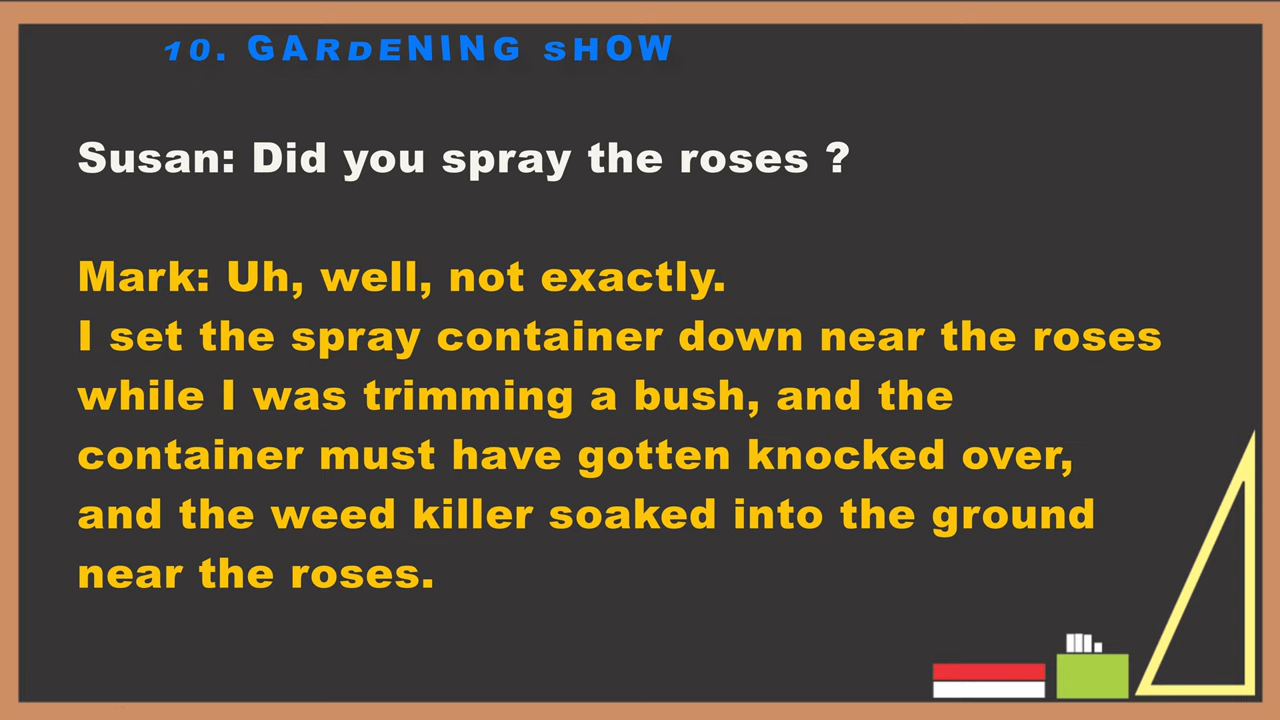 10. GARDENING SHOW
Susan: Did you spray the roses ?
Mark: Uh, well, not exactly.
I set the spray container down near the roses
while I was trimming a bush, and the
container must have gotten knocked over,
and the weed killer soaked into the ground
near the roses.